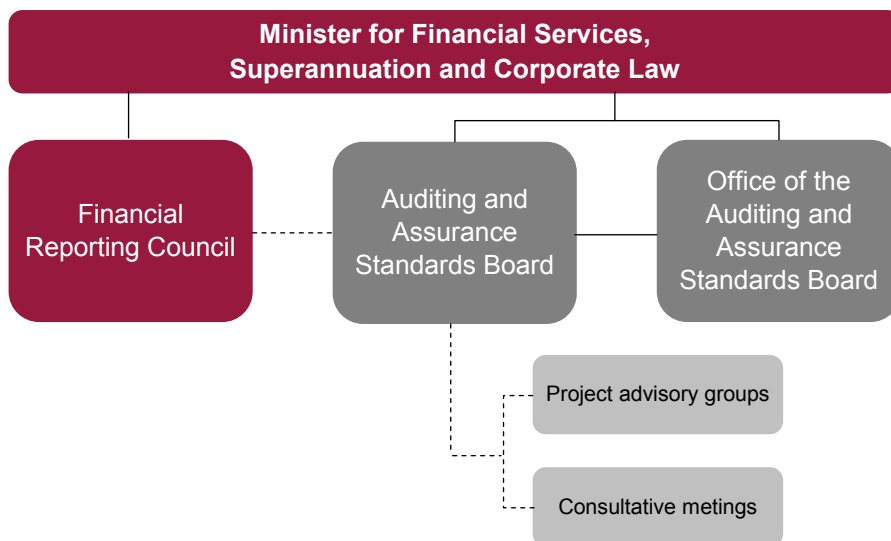 Minister for Financial Services,
Superannuation and Corporate Law
Financial
Reporting Council
Auditing and
Assurance
Standards Board
Office of the
Auditing and
Assurance
Standards Board
Project advisory groups
Consultative metings